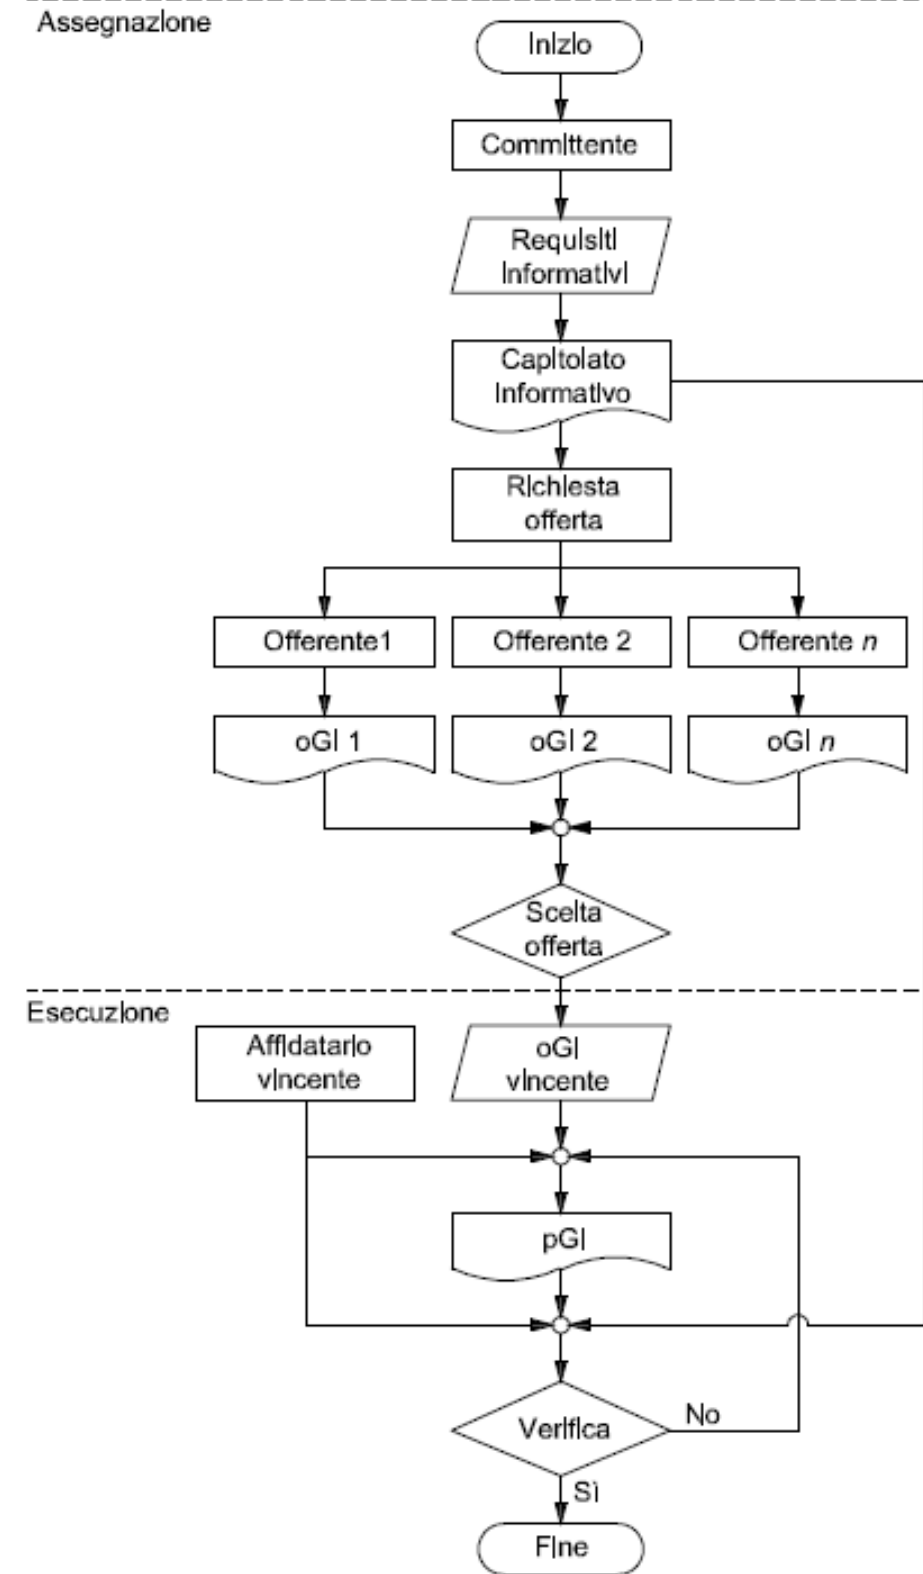 Assegnazione
Inizio
Committente
Requisiti
informativi
Capitolato
Informativo
Richiesta
offerta
Offerente1
Offerente 2
Offerente n
oGI 1
oGI 2
oGI n
Scelta
offerta
Esecuzione
Affidatario
vincente
oGI
vincente
pGI
Verifica
No
Sì
Fine